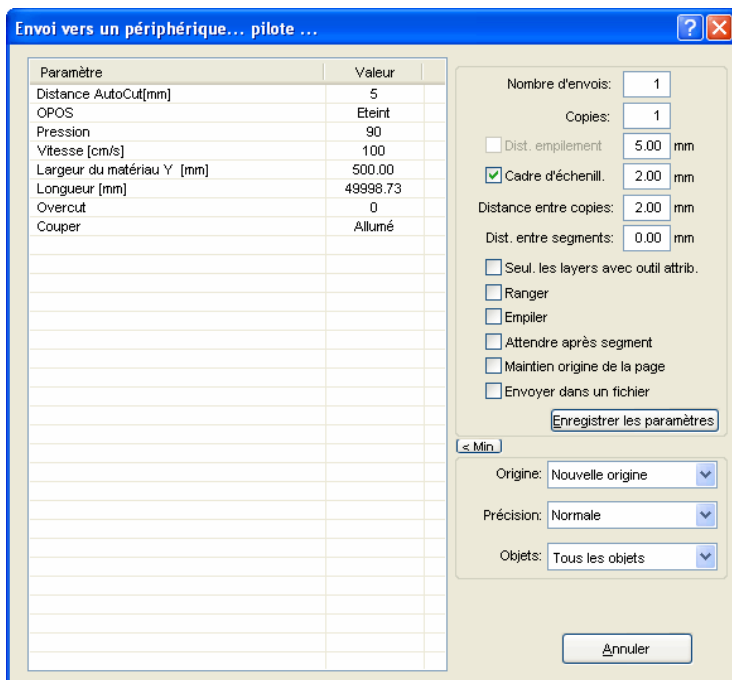 Envoi vers un périphérique... pilote ...
Paramètre Valeur
Distance AutoCut[mm] 5
OPOS Eteint
Pression 90
Vitesse [cm/s] 100
Largeur du matériau Y [mm] 500.00
Longueur [mm] 49998.73
Overcut 0
Couper Allumé
Nombre d'envois: 1
Copies: 1
Dist. empilement 5.00 mm
Cadre d'échenill. 2.00 mm
Distance entre copies: 2.00 mm
Dist. entre segments: 0.00 mm
Seul. les layers avec outil attrib.
Ranger
Empiler
Attendre après segment
Maintien origine de la page
Envoyer dans un fichier
Enregistrer les paramètres
< Min
Origine: Nouvelle origine
Précision: Normale
Objets: Tous les objets
Annuler